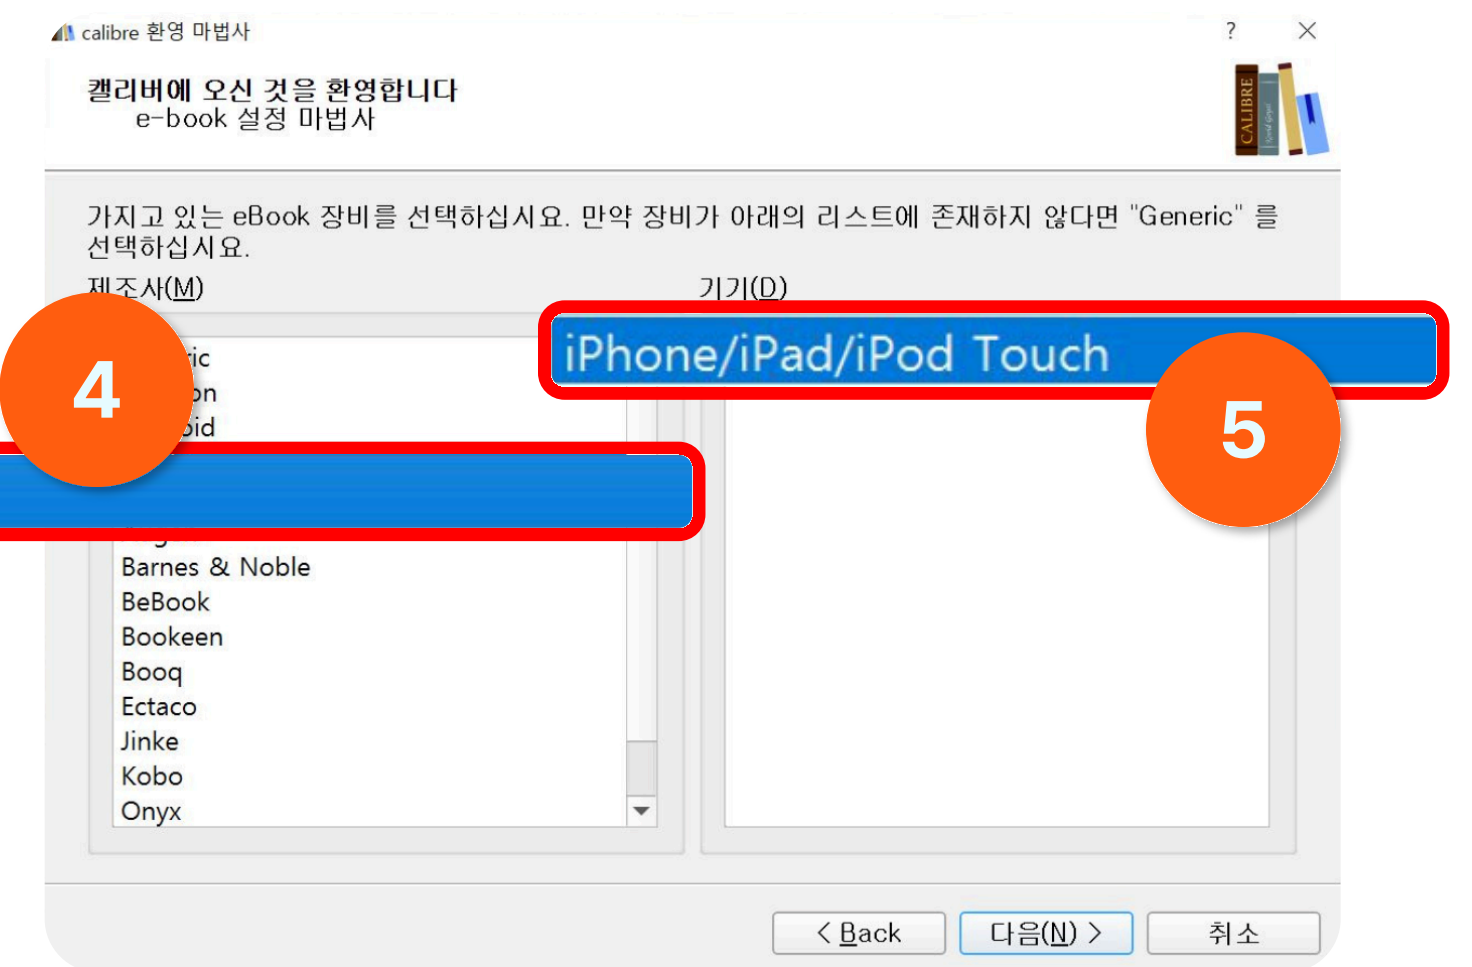 calibre 환영 마법사
?
캘리버에 오신 것을 환영합니다
e-book 설정 마법사
CALIBRE
가지고 있는 eBook 장비를 선택하십시요. 만약 장비가 아래의 리스트에 존재하지 않다면 "Generic" 를
선택하십시요.
제조사(M)
기기(D)
iPhone/iPad/iPod Touch
4
5
Barnes & Noble
BeBook
Bookeen
Booq
Ectaco
Jinke
Kobo
Onyx
< Back
다음(N) >
취소